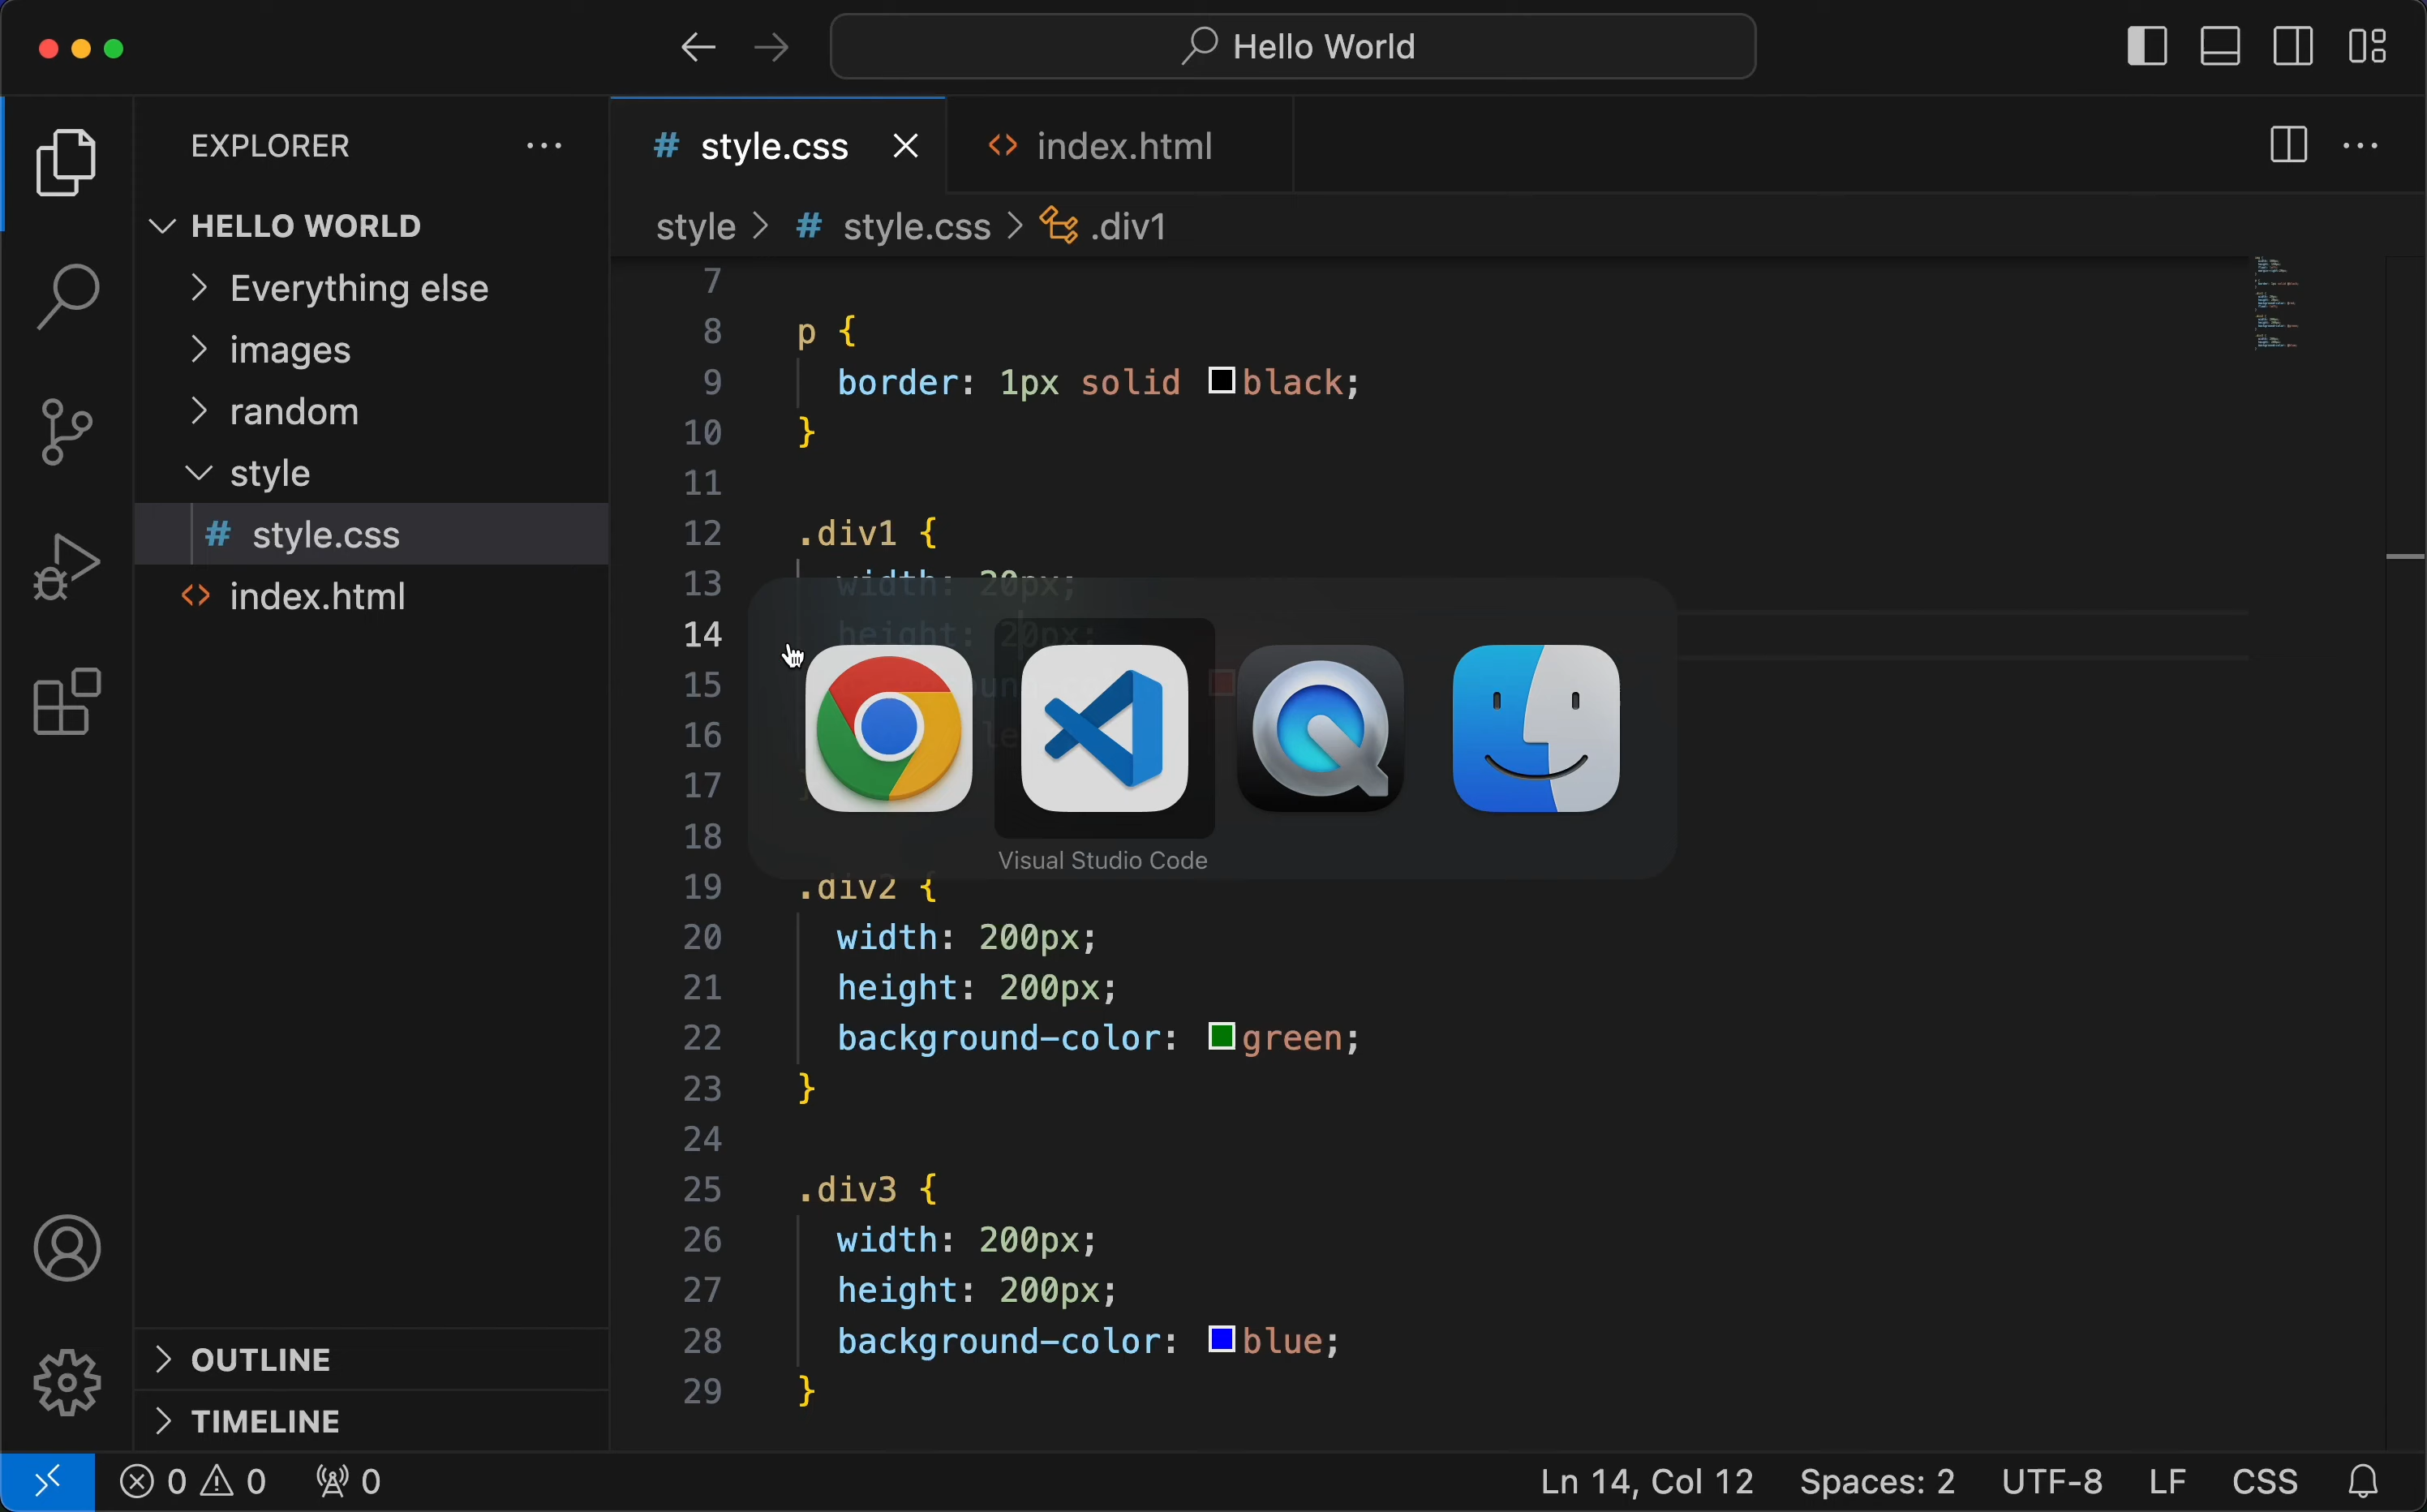 Hello World
EXPLORER
HELLO WORLD
Everything else
images
random
style
# style.css
<> index.html
OUTLINE
TIMELINE
# style.css
<> index.html
style > # style.css > .div1
7
8 p {
9 border: 1px solid black;
10 }
11
12 .div1 {
13 width: 20px;
14 height: 20px;
15
16
17
18
19 .div2 {
20 width: 200px;
21 height: 200px;
22 background-color: green;
23 }
24
25 .div3 {
26 width: 200px;
27 height: 200px;
28 background-color: blue;
29 }
Visual Studio Code
0 0 0
Ln 14, Col 12 Spaces: 2 UTF-8 LF CSS